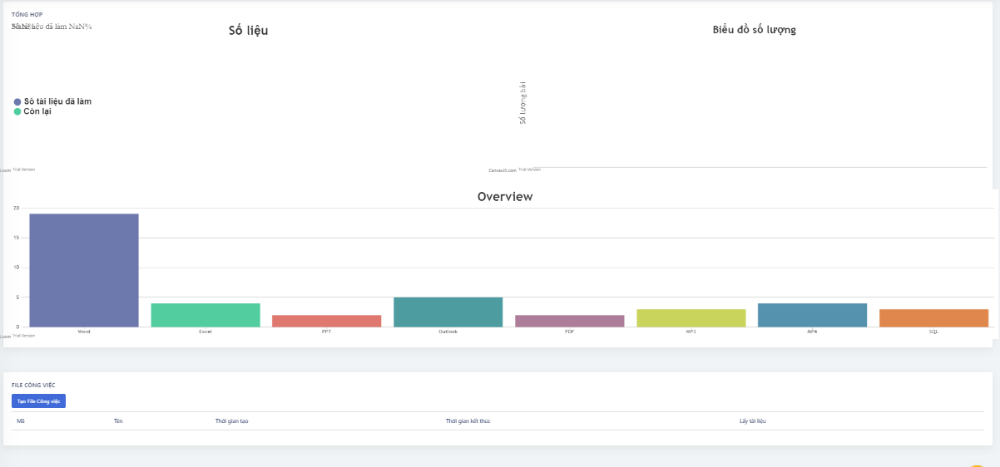 TỔNG HỢP
liệu đã làm NaN%
Số liệu
Biểu đồ số lượng
Số tài liệu đã làm
Còn lại
Số lượng bài
.com Trial Version
CanvasJS.com Trial Version
Overview
20
15
10
5
0
Word Excel PPT Outlook PDF MP3 MP4 SQL
.com Trial Version
FILE CÔNG VIỆC
Tạo File Công việc
Mã Tên Thời gian tạo Thời gian kết thúc Lấy tài liệu